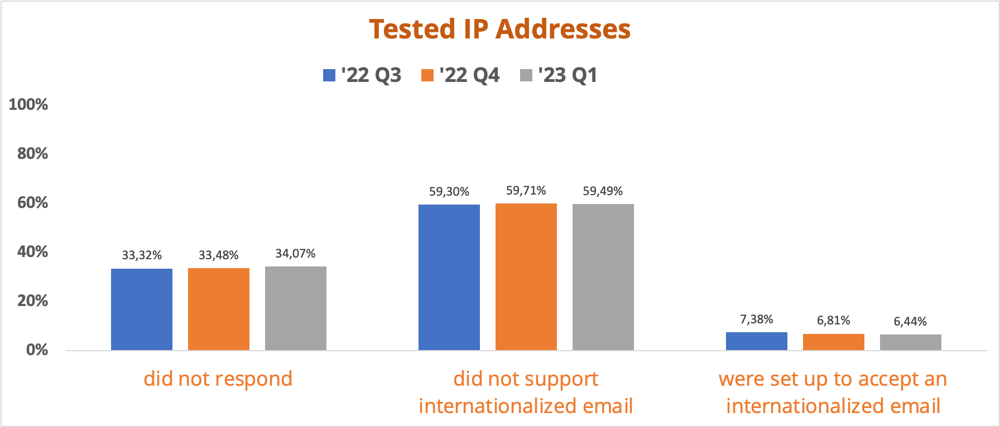 Tested IP Addresses
'22 Q3 '22 Q4 '23 Q1
100%
80%
60%
40%
20%
0%
33,32% 33,48% 34,07%
59,30% 59,71% 59,49%
7,38% 6,81% 6,44%
did not respond
did not support
internationalized email
were set up to accept an
internationalized email